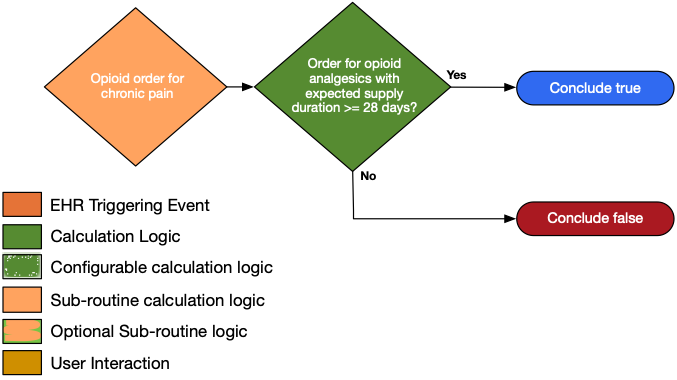 Opioid order for
chronic pain
Order for opioid
analgesics with
expected supply
duration >= 28 days?
Yes
Conclude true
No
Conclude false
EHR Triggering Event
Calculation Logic
Configurable calculation logic
Sub-routine calculation logic
Optional Sub-routine logic
User Interaction